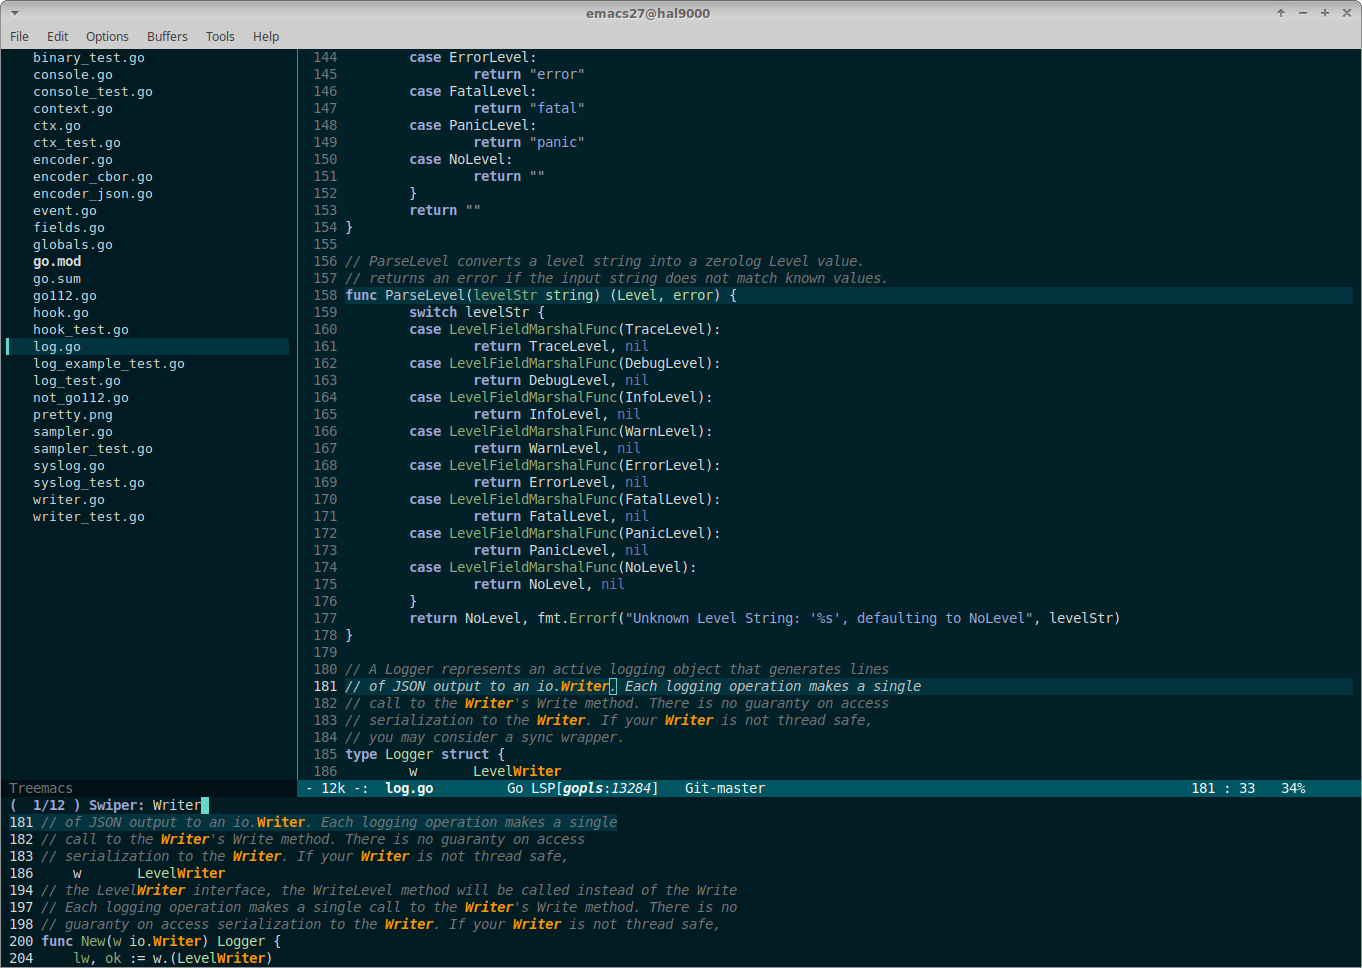 emacs27@hal9000
File Edit Options Buffers Tools Help
binary_test.go
console.go
console_test.go
context.go
ctx.go
ctx_test.go
encoder.go
encoder_cbor.go
encoder_json.go
event.go
fields.go
globals.go
go.mod
go.sum
go112.go
hook.go
hook_test.go
log.go
log_example_test.go
log_test.go
not_go112.go
pretty.png
sampler.go
sampler_test.go
syslog.go
syslog_test.go
writer.go
writer_test.go
Treemacs
144         case ErrorLevel:
145                 return "error"
146         case FatalLevel:
147                 return "fatal"
148         case PanicLevel:
149                 return "panic"
150         case NoLevel:
151                 return ""
152         }
153         return ""
154 }
155
156 // ParseLevel converts a level string into a zerolog Level value.
157 // returns an error if the input string does not match known values.
158 func ParseLevel(levelStr string) (Level, error) {
159         switch levelStr {
160         case LevelFieldMarshalFunc(TraceLevel):
161                 return TraceLevel, nil
162         case LevelFieldMarshalFunc(DebugLevel):
163                 return DebugLevel, nil
164         case LevelFieldMarshalFunc(InfoLevel):
165                 return InfoLevel, nil
166         case LevelFieldMarshalFunc(WarnLevel):
167                 return WarnLevel, nil
168         case LevelFieldMarshalFunc(ErrorLevel):
169                 return ErrorLevel, nil
170         case LevelFieldMarshalFunc(FatalLevel):
171                 return FatalLevel, nil
172         case LevelFieldMarshalFunc(PanicLevel):
173                 return PanicLevel, nil
174         case LevelFieldMarshalFunc(NoLevel):
175                 return NoLevel, nil
176         }
177         return NoLevel, fmt.Errorf("Unknown Level String: '%s', defaulting to NoLevel", levelStr)
178 }
179
180 // A Logger represents an active logging object that generates lines
181 // of JSON output to an io.Writer. Each logging operation makes a single
182 // call to the Writer's Write method. There is no guaranty on access
183 // serialization to the Writer. If your Writer is not thread safe,
184 // you may consider a sync wrapper.
185 type Logger struct {
186         w       LevelWriter
- 12k -:  log.go         Go LSP[gopls:13284]   Git-master         181 : 33   34%
(  1/12 ) Swiper: Writer
181 // of JSON output to an io.Writer. Each logging operation makes a single
182 // call to the Writer's Write method. There is no guaranty on access
183 // serialization to the Writer. If your Writer is not thread safe,
186     w       LevelWriter
194 // the LevelWriter interface, the WriteLevel method will be called instead of the Write
197 // Each logging operation makes a single call to the Writer's Write method. There is no
198 // guaranty on access serialization to the Writer. If your Writer is not thread safe,
200 func New(w io.Writer) Logger {
204     lw, ok := w.(LevelWriter)